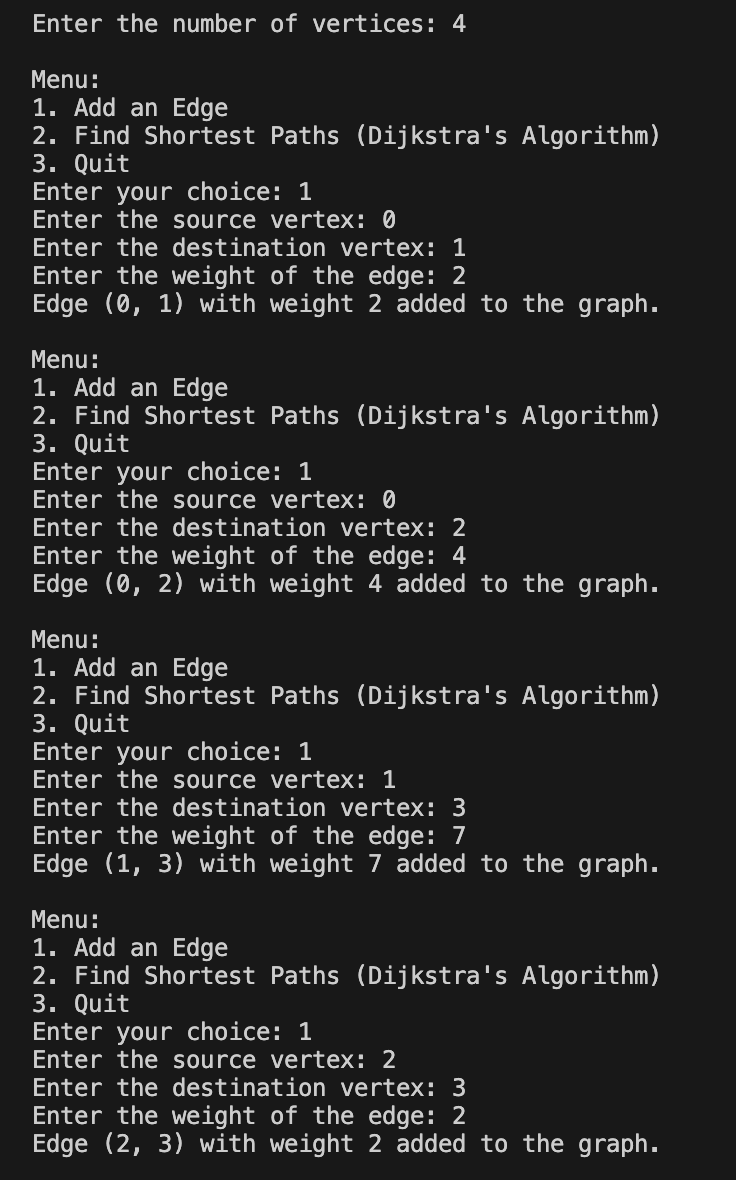 Enter the number of vertices: 4
Menu:
1. Add an Edge
2. Find Shortest Paths (Dijkstra's Algorithm)
3. Quit
Enter your choice: 1
Enter the source vertex: 0
Enter the destination vertex: 1
Enter the weight of the edge: 2
Edge (0, 1) with weight 2 added to the graph.
Menu:
1. Add an Edge
2. Find Shortest Paths (Dijkstra's Algorithm)
3. Quit
Enter your choice: 1
Enter the source vertex: 0
Enter the destination vertex: 2
Enter the weight of the edge: 4
Edge (0, 2) with weight 4 added to the graph.
Menu:
1. Add an Edge
2. Find Shortest Paths (Dijkstra's Algorithm)
3. Quit
Enter your choice: 1
Enter the source vertex: 1
Enter the destination vertex: 3
Enter the weight of the edge: 7
Edge (1, 3) with weight 7 added to the graph.
Menu:
1. Add an Edge
2. Find Shortest Paths (Dijkstra's Algorithm)
3. Quit
Enter your choice: 1
Enter the source vertex: 2
Enter the destination vertex: 3
Enter the weight of the edge: 2
Edge (2, 3) with weight 2 added to the graph.